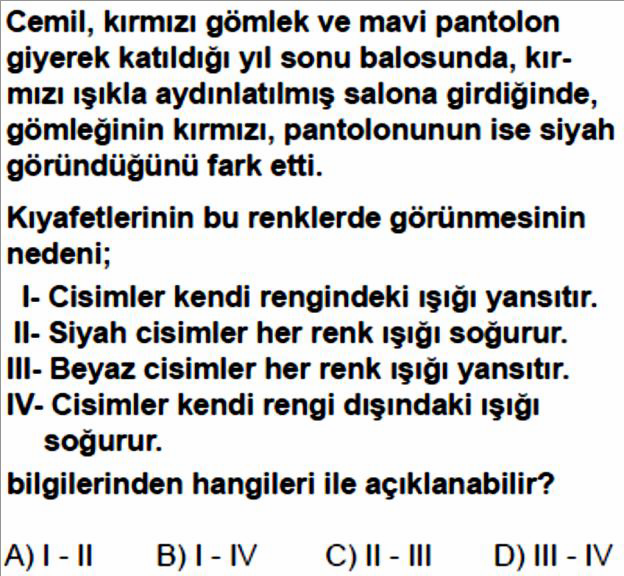 Cemil, kırmızı gömlek ve mavi pantolon
giyerek katıldığı yıl sonu balosunda, kır-
mızı ışıkla aydınlatılmış salona girdiğinde,
gömleğinin kırmızı, pantolonunun ise siyah
göründüğünü fark etti.
Kıyafetlerinin bu renklerde görünmesinin
nedeni;
I- Cisimler kendi rengindeki ışığı yansıtır.
II- Siyah cisimler her renk ışığı soğurur.
III- Beyaz cisimler her renk ışığı yansıtır.
IV- Cisimler kendi rengi dışındaki ışığı
soğurur.
bilgilerinden hangileri ile açıklanabilir?
A) I - II B) I - IV C) II - III D) III - IV